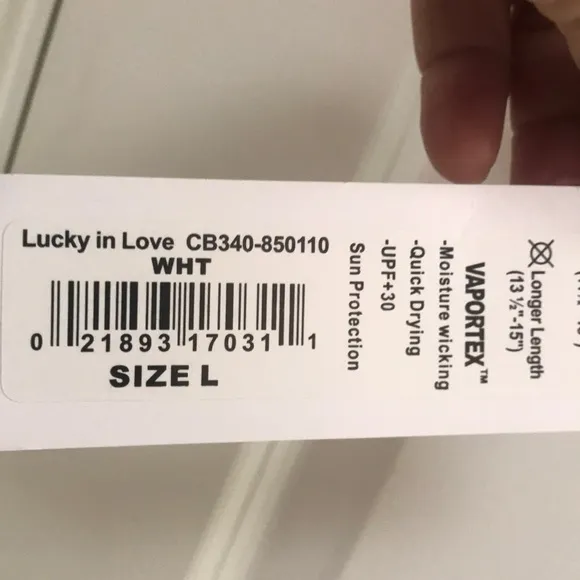 Lucky in Love CB340-850110
WHT
0 21893 17031 1
SIZE L
Longer Length
(13 ½"-15")
VAPORTEX™
-Moisture wicking
-Quick Drying
-UPF+30
Sun Protection